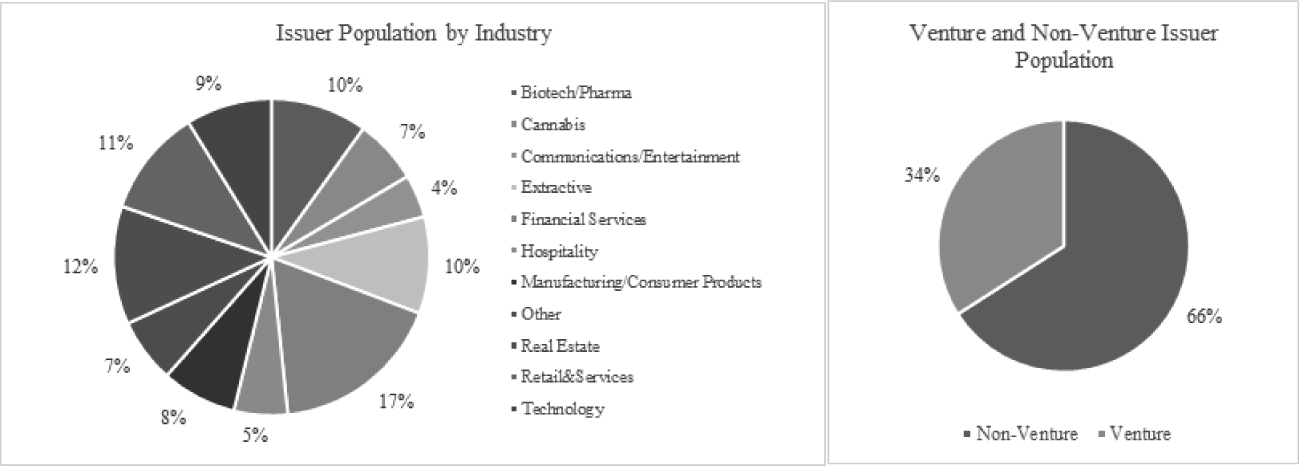 Issuer Population by Industry
9%
10%
7%
4%
10%
17%
5%
8%
7%
12%
11%
Biotech/Pharma
Cannabis
Communications/Entertainment
Extractive
Financial Services
Hospitality
Manufacturing/Consumer Products
Other
Real Estate
Retail&Services
Technology
Venture and Non-Venture Issuer
Population
34%
66%
Non-Venture
Venture